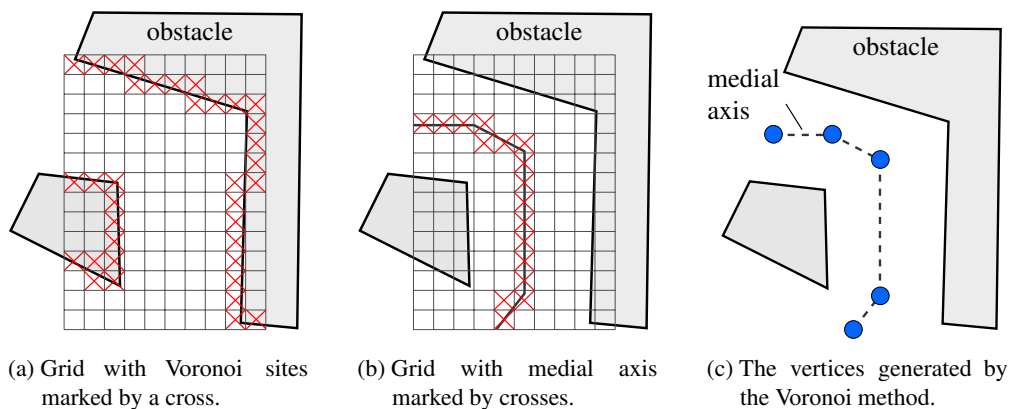 obstacle
obstacle
obstacle
medial
axis
(a) Grid with Voronoi sites
marked by a cross.
(b) Grid with medial axis
marked by crosses.
(c) The vertices generated by
the Voronoi method.